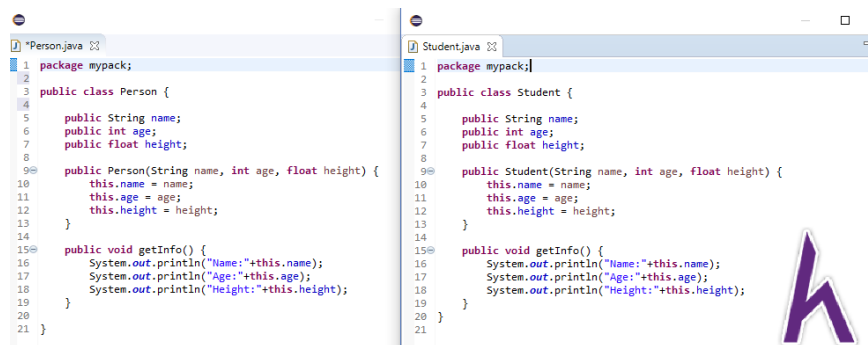 *Person.java
1 package mypack;
2
3 public class Person {
4
5 public String name;
6 public int age;
7 public float height;
8
9 public Person(String name, int age, float height) {
10 this.name = name;
11 this.age = age;
12 this.height = height;
13 }
14
15 public void getInfo() {
16 System.out.println("Name:"+this.name);
17 System.out.println("Age:"+this.age);
18 System.out.println("Height:"+this.height);
19 }
20
21 }
Student.java
1 package mypack;
2
3 public class Student {
4
5 public String name;
6 public int age;
7 public float height;
8
9 public Student(String name, int age, float height) {
10 this.name = name;
11 this.age = age;
12 this.height = height;
13 }
14
15 public void getInfo() {
16 System.out.println("Name:"+this.name);
17 System.out.println("Age:"+this.age);
18 System.out.println("Height:"+this.height);
19 }
20 }
21